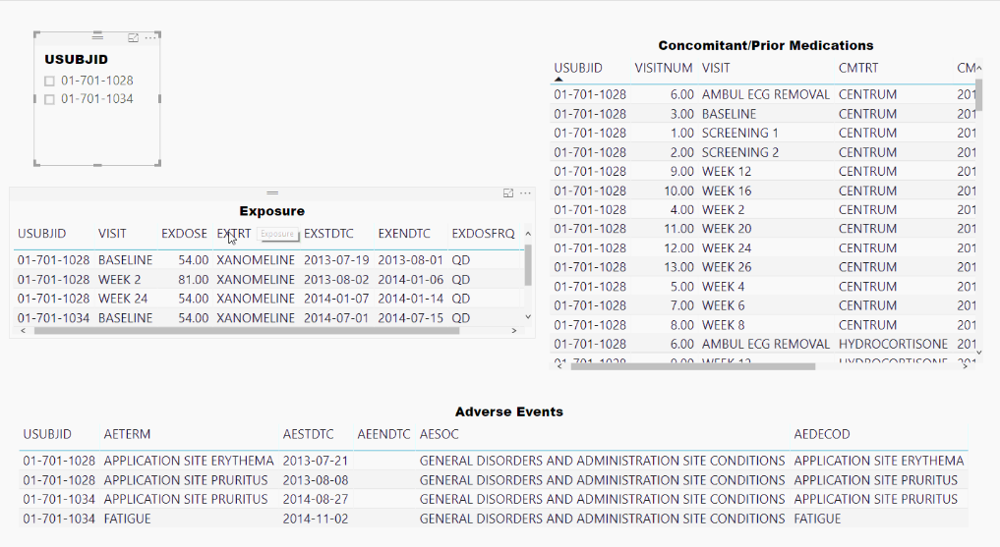 USUBJID
01-701-1028
01-701-1034
Concomitant/Prior Medications
USUBJID VISITNUM VISIT CMTRT CM
01-701-1028 6.00 AMBUL ECG REMOVAL CENTRUM 201
01-701-1028 3.00 BASELINE CENTRUM 201
01-701-1028 1.00 SCREENING 1 CENTRUM 201
01-701-1028 2.00 SCREENING 2 CENTRUM 201
01-701-1028 9.00 WEEK 12 CENTRUM 201
01-701-1028 10.00 WEEK 16 CENTRUM 201
01-701-1028 4.00 WEEK 2 CENTRUM 201
01-701-1028 11.00 WEEK 20 CENTRUM 201
01-701-1028 12.00 WEEK 24 CENTRUM 201
01-701-1028 13.00 WEEK 26 CENTRUM 201
01-701-1028 5.00 WEEK 4 CENTRUM 201
01-701-1028 7.00 WEEK 6 CENTRUM 201
01-701-1028 8.00 WEEK 8 CENTRUM 201
01-701-1028 6.00 AMBUL ECG REMOVAL HYDROCORTISONE 201
01-701-1028 9.00 WEEK 12 HYDROCORTISONE 201
Exposure
USUBJID VISIT EXDOSE EXTRT Exposure EXSTDTC EXENDTC EXDOSFRQ
01-701-1028 BASELINE 54.00 XANOMELINE 2013-07-19 2013-08-01 QD
01-701-1028 WEEK 2 81.00 XANOMELINE 2013-08-02 2014-01-06 QD
01-701-1028 WEEK 24 54.00 XANOMELINE 2014-01-07 2014-01-14 QD
01-701-1034 BASELINE 54.00 XANOMELINE 2014-07-01 2014-07-15 QD
Adverse Events
USUBJID AETERM AESTDTC AEENDTC AESOC AEDECOD
01-701-1028 APPLICATION SITE ERYTHEMA 2013-07-21 GENERAL DISORDERS AND ADMINISTRATION SITE CONDITIONS APPLICATION SITE ERYTHEMA
01-701-1028 APPLICATION SITE PRURITUS 2013-08-08 GENERAL DISORDERS AND ADMINISTRATION SITE CONDITIONS APPLICATION SITE PRURITUS
01-701-1034 APPLICATION SITE PRURITUS 2014-08-27 GENERAL DISORDERS AND ADMINISTRATION SITE CONDITIONS APPLICATION SITE PRURITUS
01-701-1034 FATIGUE 2014-11-02 GENERAL DISORDERS AND ADMINISTRATION SITE CONDITIONS FATIGUE